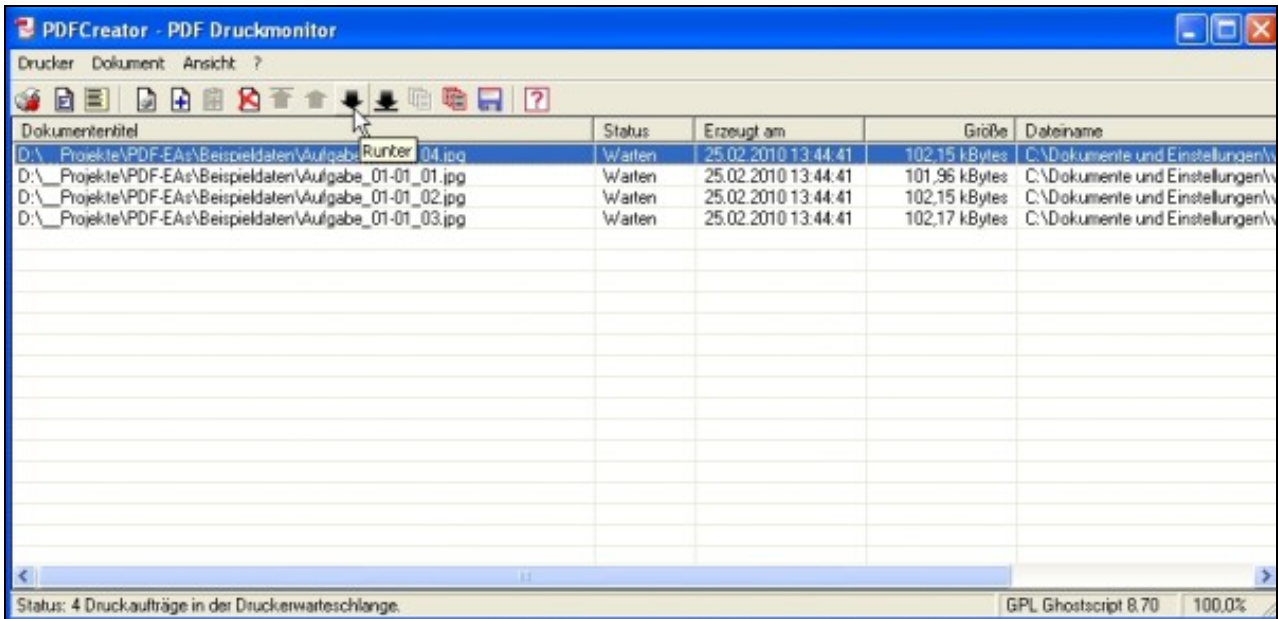 PDFCreator - PDF Druckmonitor
Drucker Dokument Ansicht ?
Dokumententitel Status Erzeugt am Größe Dateiname
Runter
D:\__Projekte\PDF-EAs\Beispieldaten\Aufgabe 04.jpg Warten 25.02.2010 13:44:41 102,15 kBytes C:\Dokumente und Einstellungen\
D:\__Projekte\PDF-EAs\Beispieldaten\Aufgabe_01-01_01.jpg Warten 25.02.2010 13:44:41 101,96 kBytes C:\Dokumente und Einstellungen\
D:\__Projekte\PDF-EAs\Beispieldaten\Aufgabe_01-01_02.jpg Warten 25.02.2010 13:44:41 102,15 kBytes C:\Dokumente und Einstellungen\
D:\__Projekte\PDF-EAs\Beispieldaten\Aufgabe_01-01_03.jpg Warten 25.02.2010 13:44:41 102,17 kBytes C:\Dokumente und Einstellungen\
Status: 4 Druckaufträge in der Druckerwarteschlange. GPL Ghostscript 8.70 100,0%